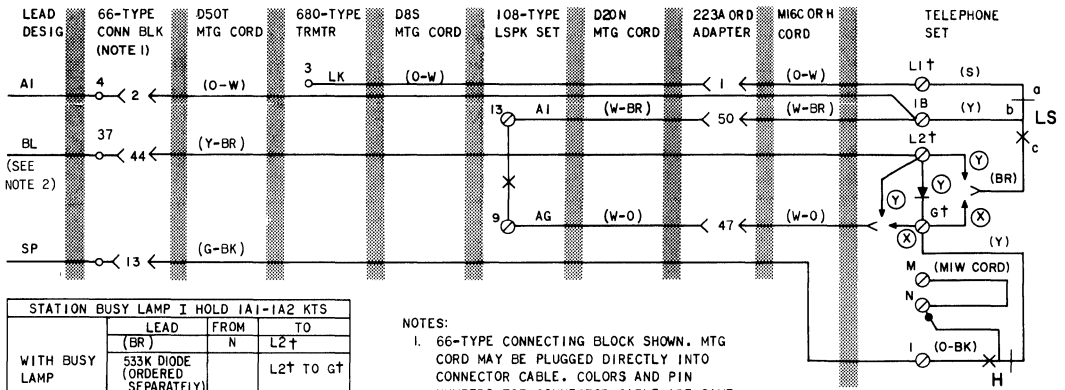 LEAD DESIG
66-TYPE CONN BLK (NOTE 1)
D50T MTG CORD
680-TYPE TRMTR
D8S MTG CORD
108-TYPE LSPK SET
D20N MTG CORD
223A ORD ADAPTER
M16C OR H CORD
TELEPHONE SET
3 LK (O-W) 1 (O-W) L1† (S)
A1 4 2 (O-W)
a
b
LS
c
13 A1 (W-BR) 50 (W-BR) 1B (Y)
37
BL 44 (Y-BR) L2†
(SEE NOTE 2)
Y
Y
Y
(BR)
9 AG (W-O) 47 (W-O) G†
X
X
(Y)
SP 13 (G-BK)
M (M1W CORD)
N
1 (O-BK)
H
STATION BUSY LAMP I HOLD 1A1-1A2 KTS
LEAD FROM TO
WITH BUSY LAMP
(BR) N L2†
533K DIODE (ORDERED SEPARATELY) L2† TO G†
NOTES:
1. 66-TYPE CONNECTING BLOCK SHOWN. MTG
CORD MAY BE PLUGGED DIRECTLY INTO
CONNECTOR CABLE. COLORS AND PIN